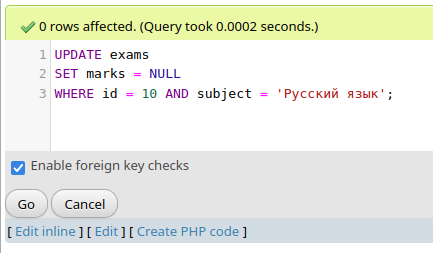 0 rows affected. (Query took 0.0002 seconds.)
1 UPDATE exams
2 SET marks = NULL
3 WHERE id = 10 AND subject = 'Русский язык';
Enable foreign key checks
Go Cancel
[ Edit inline ] [ Edit ] [ Create PHP code ]